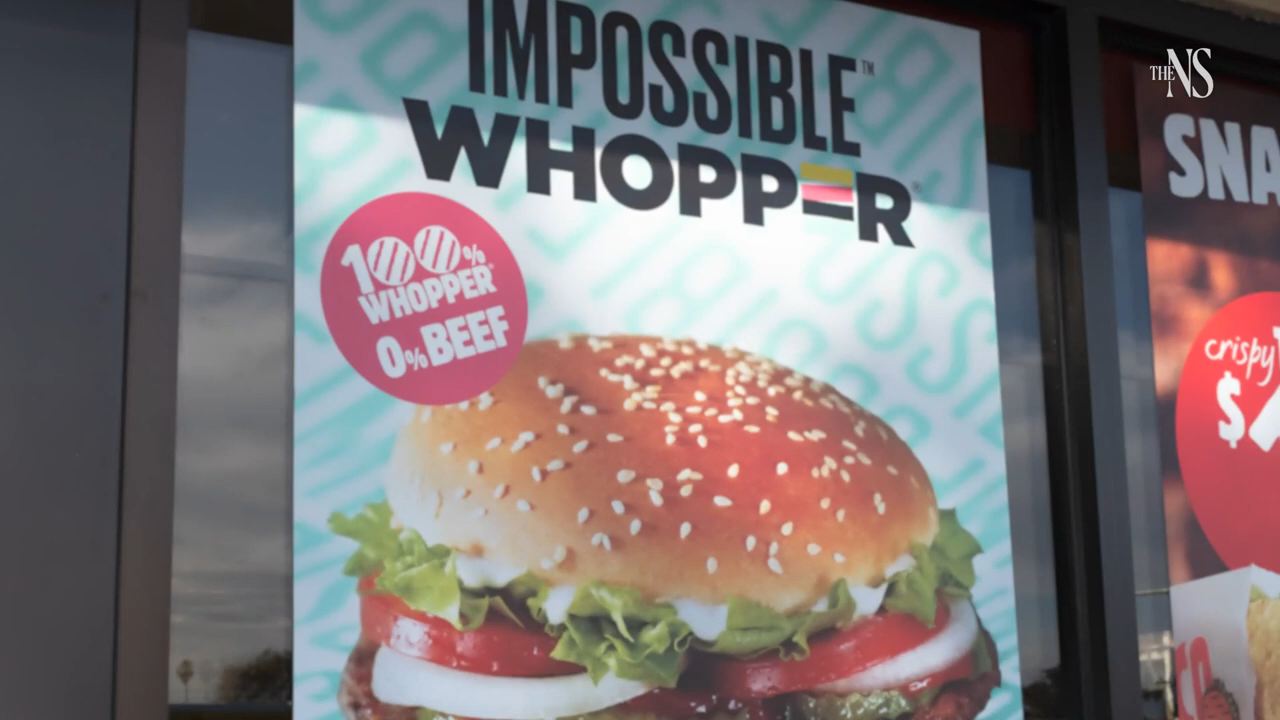 IMPOSSIBLE™
WHOPPER®
100%
WHOPPER®
0% BEEF
THE NS
SNA
crispy
$